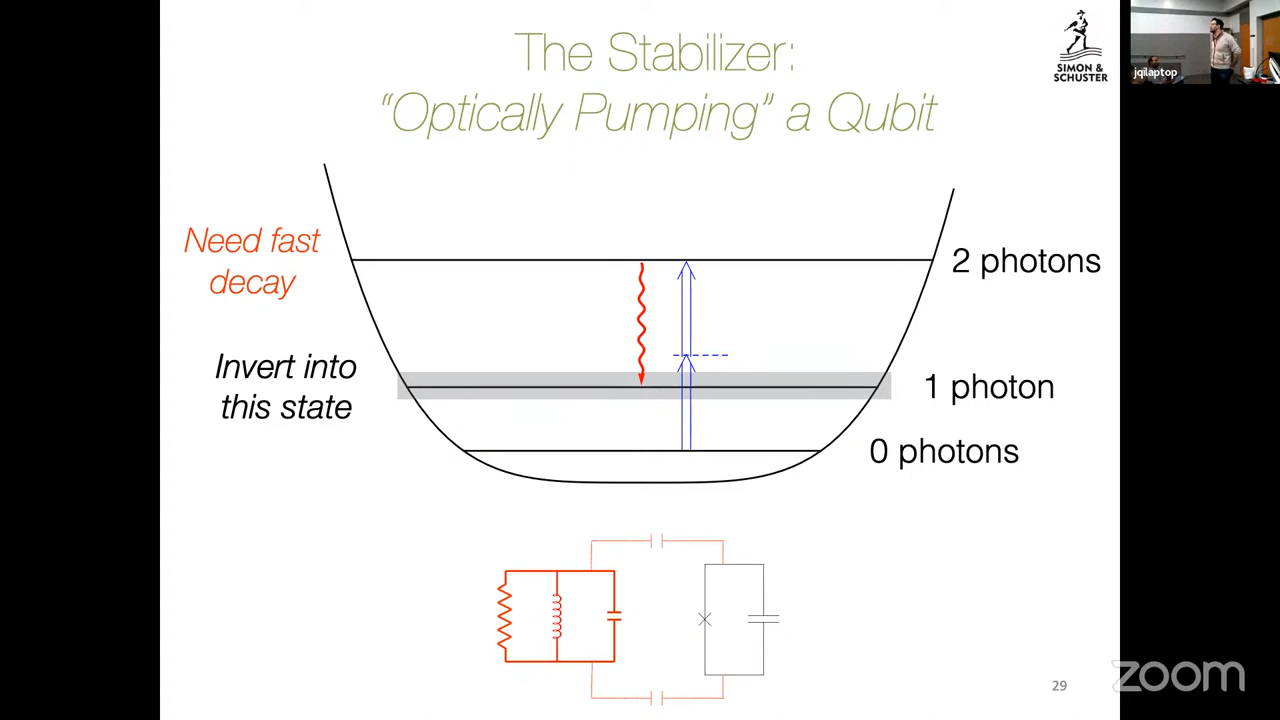 The Stabilizer:
“Optically Pumping” a Qubit
SIMON &
SCHUSTER
jqilaptop
Need fast
decay
2 photons
Invert into
this state
1 photon
0 photons
29
zoom